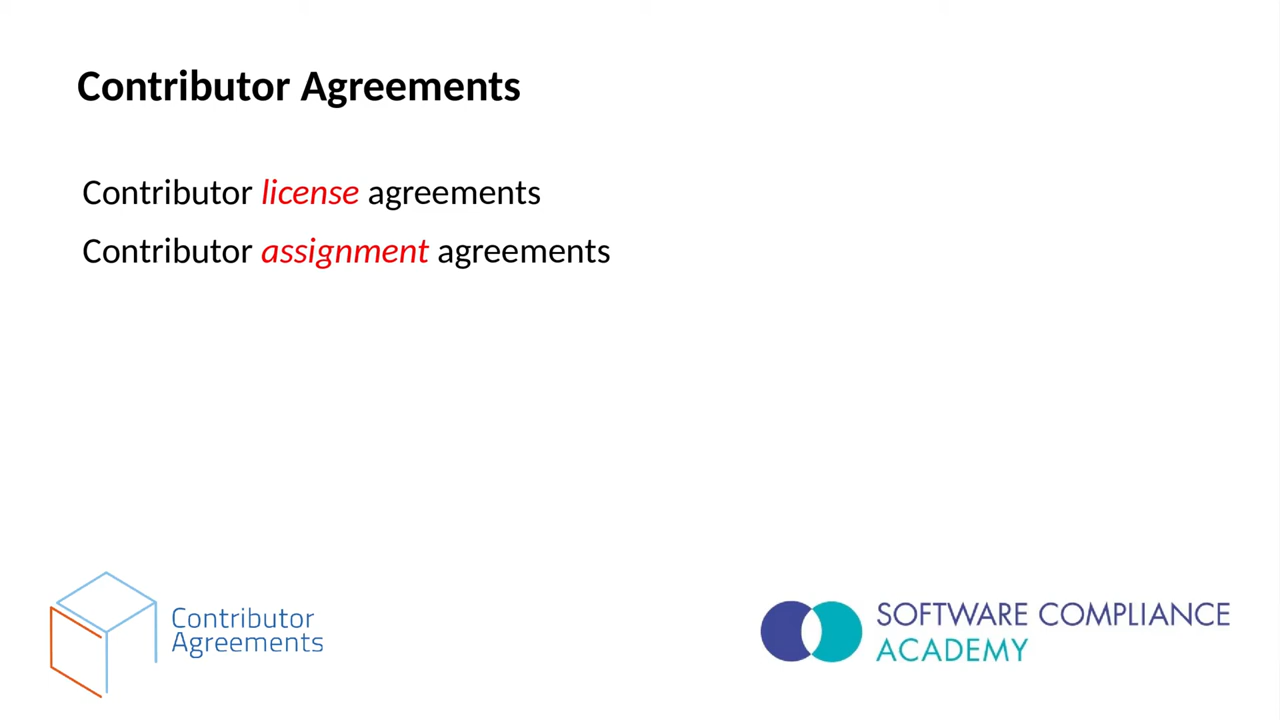 Contributor Agreements
Contributor license agreements
Contributor assignment agreements
Contributor
Agreements
SOFTWARE COMPLIANCE
ACADEMY